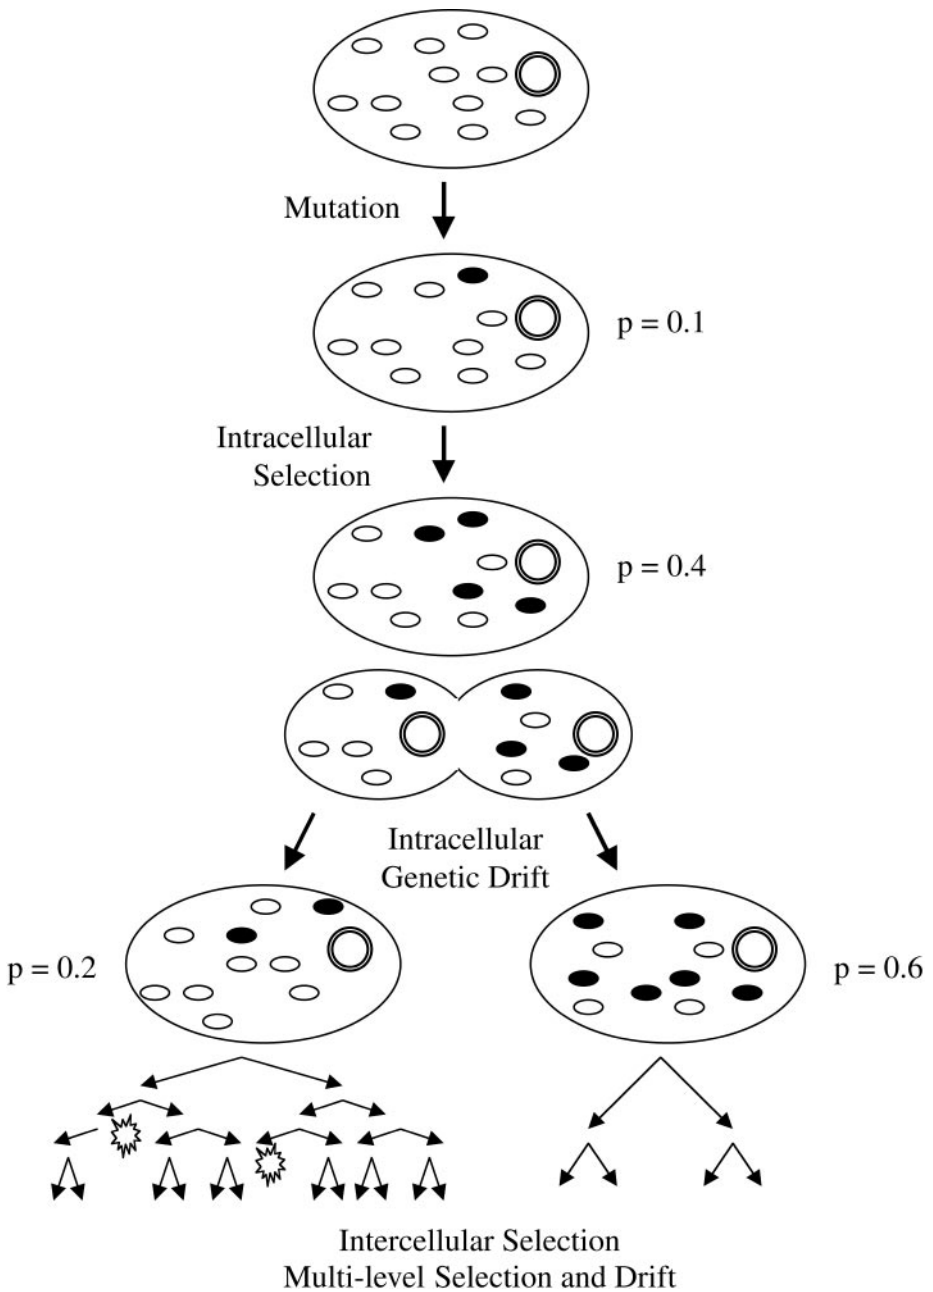 Mutation
p = 0.1
Intracellular
Selection
p = 0.4
Intracellular
Genetic Drift
p = 0.2
p = 0.6
Intercellular Selection
Multi-level Selection and Drift